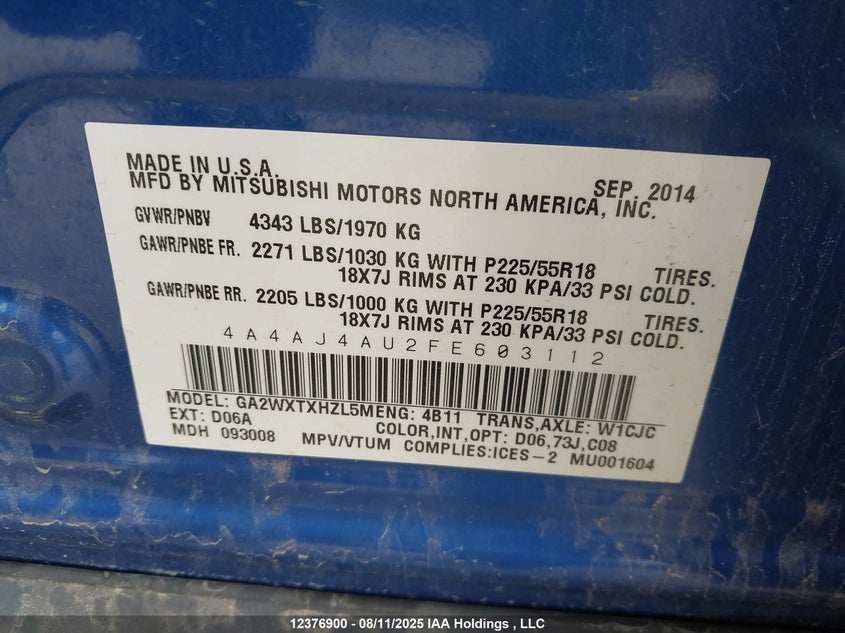 MADE IN U.S.A. SEP 2014
MFD BY MITSUBISHI MOTORS NORTH AMERICA, INC.
GVWR/PNBV 4343 LBS/1970 KG
GAWR/PNBE FR. 2271 LBS/1030 KG WITH P225/55R18 TIRES.
18X7J RIMS AT 230 KPA/33 PSI COLD.
GAWR/PNBE RR. 2205 LBS/1000 KG WITH P225/55R18 TIRES.
18X7J RIMS AT 230 KPA/33 PSI COLD.
4A4AJ4AU2FE603112
MODEL: GA2WXTXHZL5MENG: 4B11 TRANS,AXLE: W1CJC
EXT: D06A COLOR,INT,OPT: D06,73J,C08
MDH 093008 MPV/VTUM COMPLIES:ICES-2 MU001604
12376900 - 08/11/2025 IAA Holdings, LLC